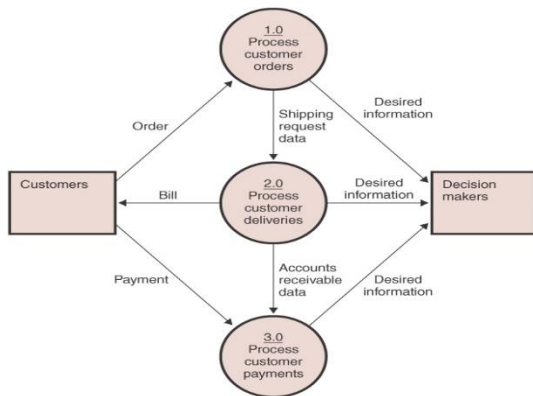 1.0
Process
customer
orders
Order
Shipping
request
data
Desired
information
Customers
Bill
2.0
Process
customer
deliveries
Desired
information
Decision
makers
Payment
Accounts
receivable
data
Desired
information
3.0
Process
customer
payments